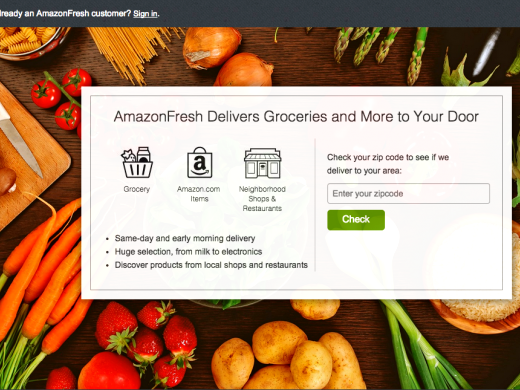 lready an AmazonFresh customer? Sign in.
AmazonFresh Delivers Groceries and More to Your Door
Grocery
Amazon.com
Items
Neighborhood
Shops &
Restaurants
Check your zip code to see if we
deliver to your area:
Enter your zipcode
Check
• Same-day and early morning delivery
• Huge selection, from milk to electronics
• Discover products from local shops and restaurants